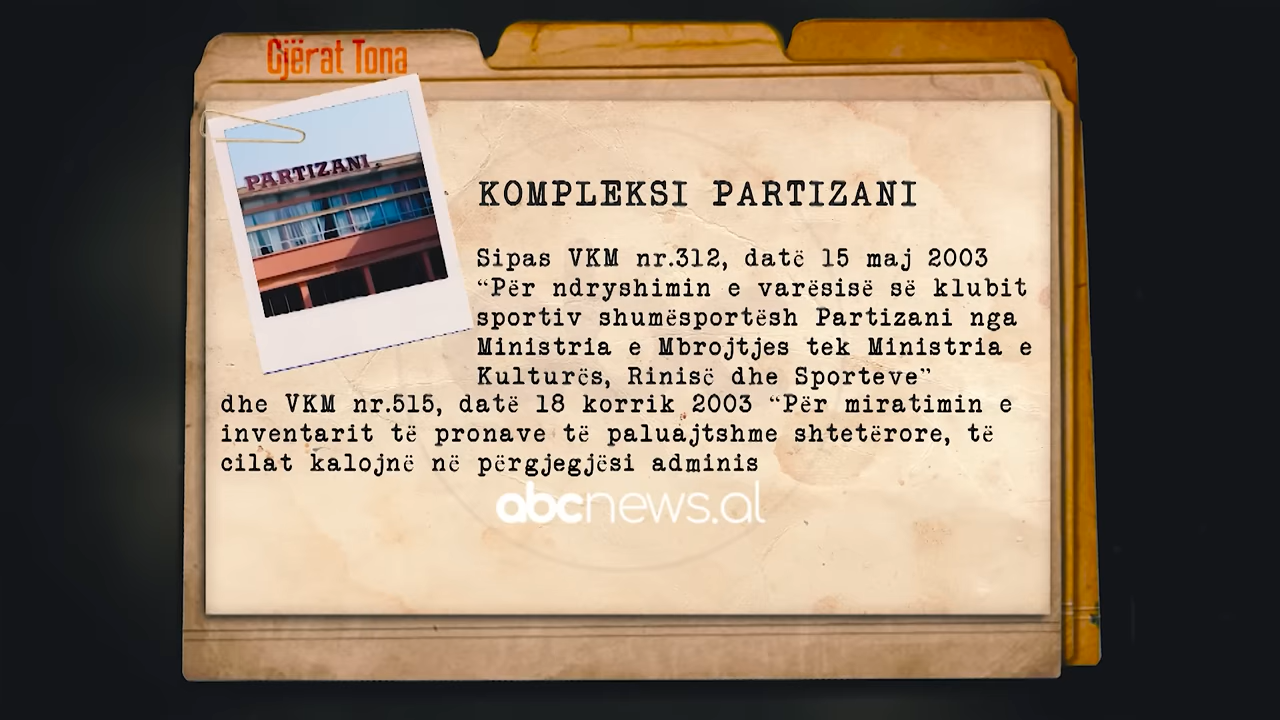 Gjërat Tona
PARTIZANI
KOMPLEKSI PARTIZANI
Sipas VKM nr.312, datë 15 maj 2003
“Për ndryshimin e varësisë së klubit
sportiv shumësportësh Partizani nga
Ministria e Mbrojtjes tek Ministria e
Kulturës, Rinisë dhe Sporteve”
dhe VKM nr.515, datë 18 korrik 2003 “Për miratimin e
inventarit të pronave të paluajtshme shtetërore, të
cilat kalojnë në përgjegjësi adminis
abcnews.al